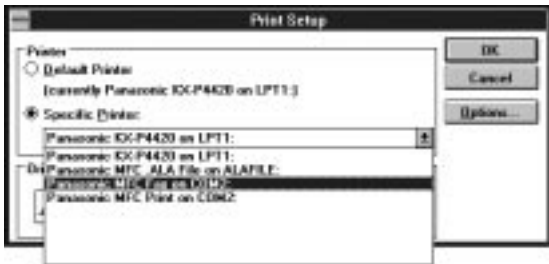 Print Setup
Printer
Default Printer
(currently Panasonic KX-P4420 on LPT1:)
Specific Printer:
Panasonic KX-P4420 on LPT1:
Panasonic KX-P4420 on LPT1:
Panasonic MFC .ALA File on ALAFILE:
Panasonic MFC Fax on COM2:
Panasonic MFC Print on COM2:
OK
Cancel
Options...